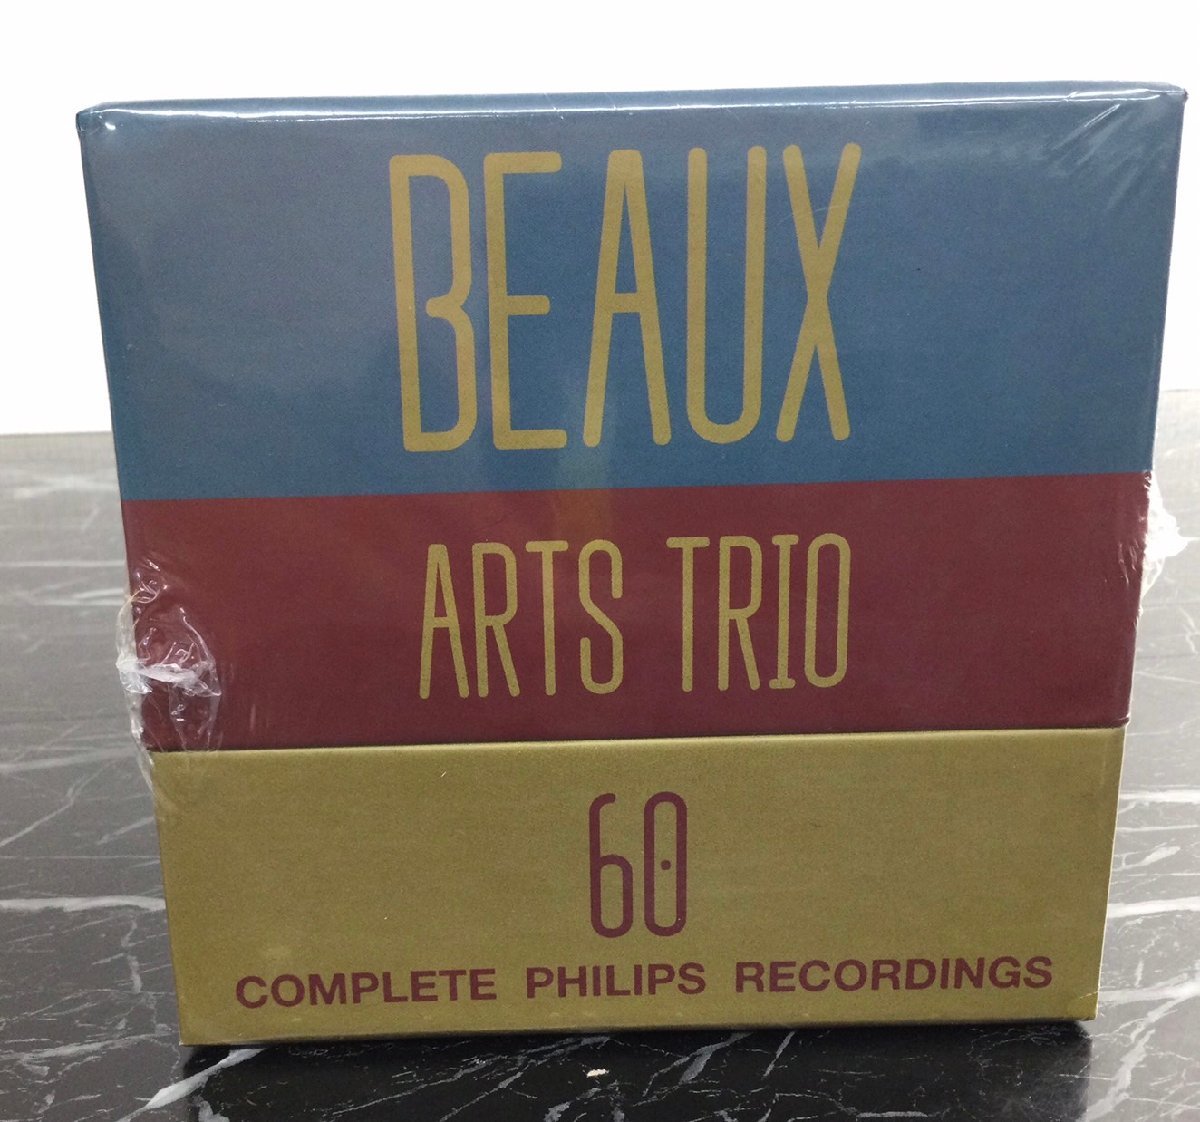 BEAUX
ARTS TRIO
60
COMPLETE PHILIPS RECORDINGS